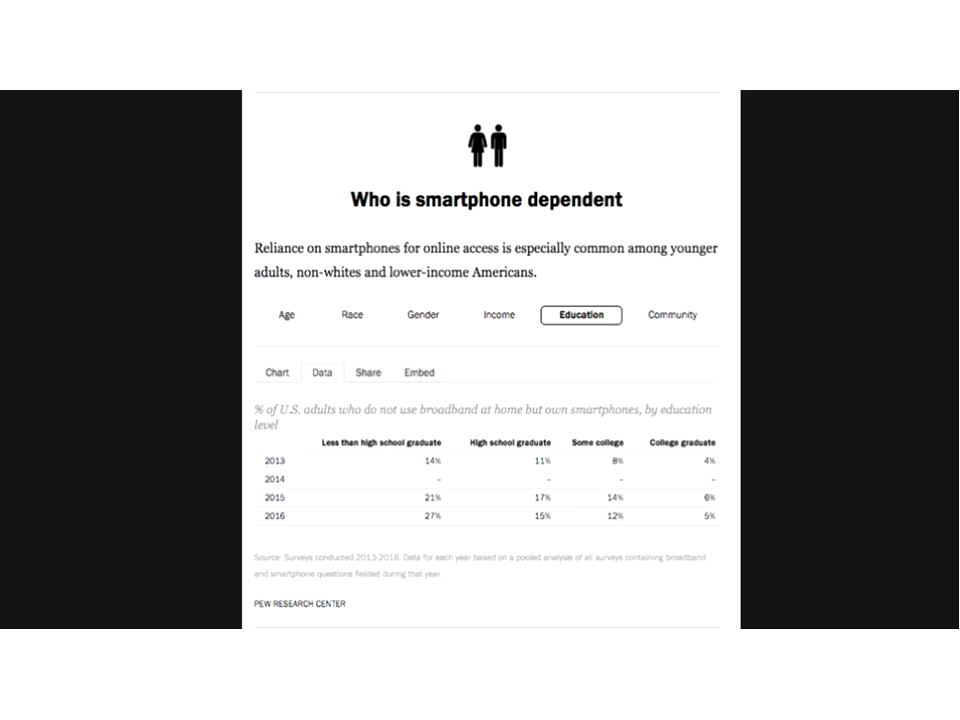 Who is smartphone dependent
Reliance on smartphones for online access is especially common among younger
adults, non-whites and lower-income Americans.
Age Race Gender Income Education Community
Chart Data Share Embed
% of U.S. adults who do not use broadband at home but own smartphones, by education
level
Less than high school graduate High school graduate Some college College graduate
2013 14% 11% 8% 4%
2014 – – – –
2015 21% 17% 14% 6%
2016 27% 15% 12% 5%
Source: Surveys conducted 2013-2016. Data for each year based on a pooled analysis of all surveys containing broadband
and smartphone questions fielded during that year
PEW RESEARCH CENTER